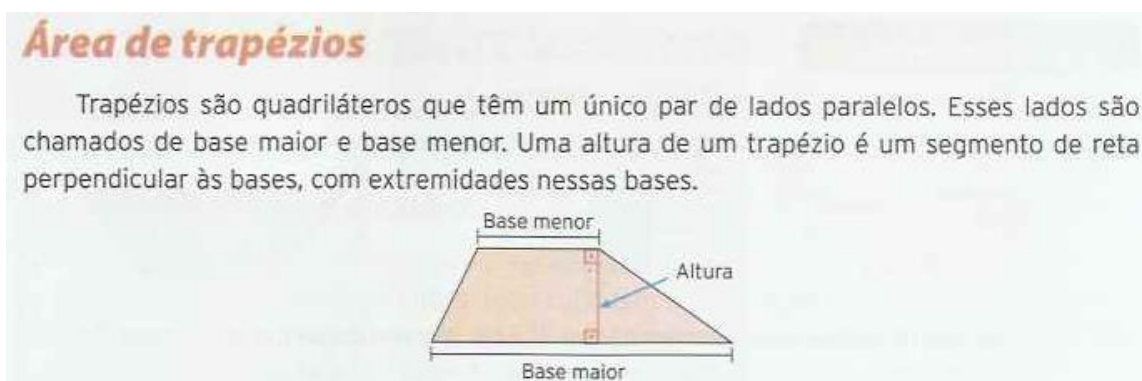 Área de trapézios
Trapézios são quadriláteros que têm um único par de lados paralelos. Esses lados são
chamados de base maior e base menor. Uma altura de um trapézio é um segmento de reta
perpendicular às bases, com extremidades nessas bases.
Base menor
Altura
Base maior